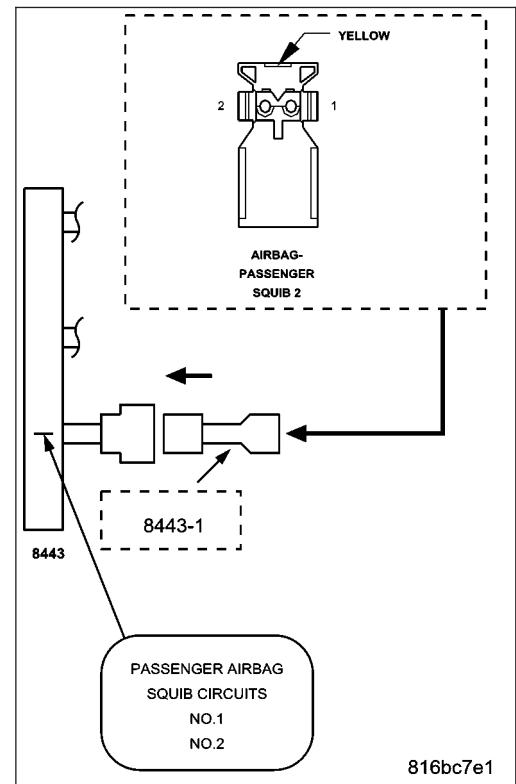 YELLOW
2
1
AIRBAG-
PASSENGER
SQUIB 2
8443-1
8443
PASSENGER AIRBAG
SQUIB CIRCUITS
NO.1
NO.2
816bc7e1